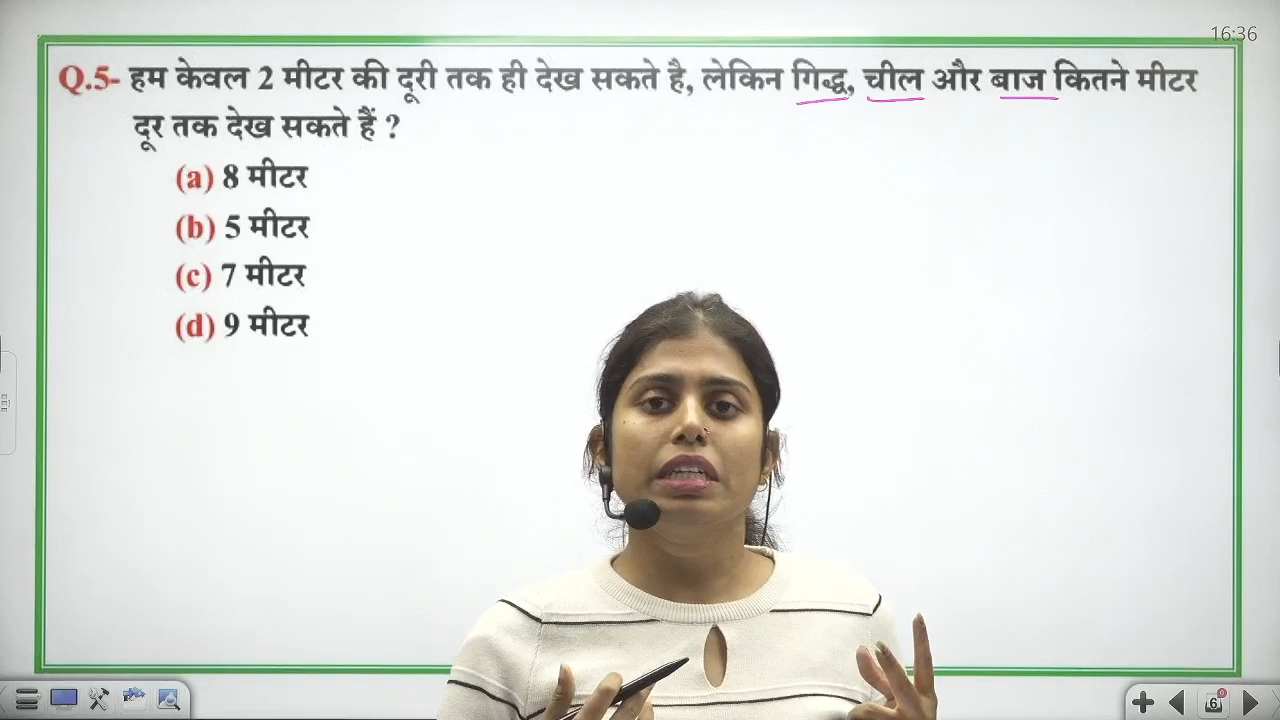 16:36
Q.5- हम केवल 2 मीटर की दूरी तक ही देख सकते है, लेकिन गिद्ध, चील और बाज कितने मीटर
दूर तक देख सकते हैं ?
(a) 8 मीटर
(b) 5 मीटर
(c) 7 मीटर
(d) 9 मीटर
6